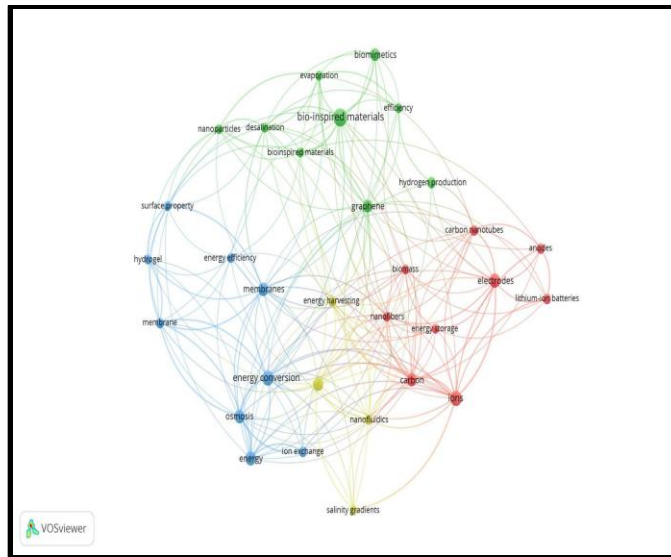 biomimetics
evaporation
efficiency
bio-inspired materials
nanoparticles
desalination
bioinspired materials
hydrogen production
surface property
graphene
carbon nanotubes
anodes
hydrogel
energy efficiency
biomass
electrodes
membranes
energy harvesting
lithium-ion batteries
nanofibers
membrane
energy storage
energy conversion
carbon
ions
osmosis
nanofluidics
ion exchange
energy
salinity gradients
VOSviewer